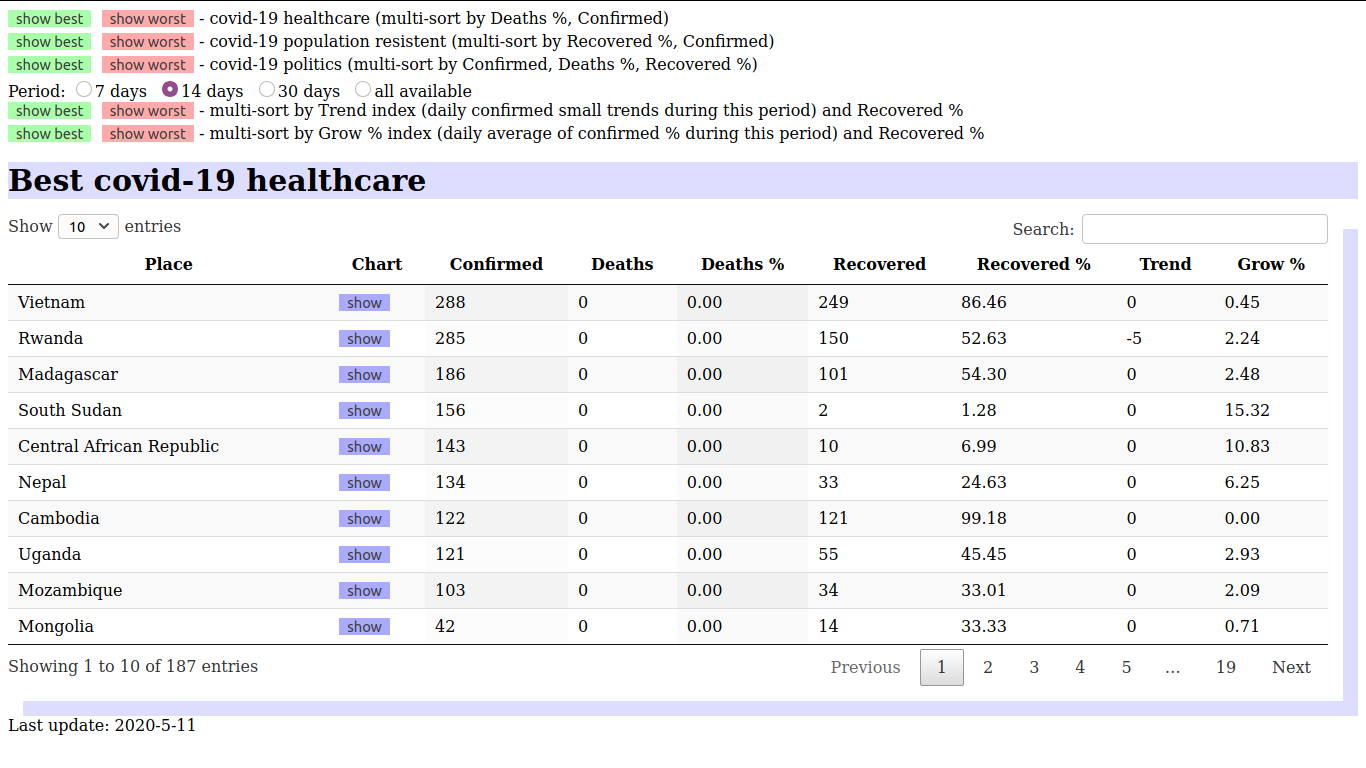 show best show worst - covid-19 healthcare (multi-sort by Deaths %, Confirmed)
show best show worst - covid-19 population resistent (multi-sort by Recovered %, Confirmed)
show best show worst - covid-19 politics (multi-sort by Confirmed, Deaths %, Recovered %)
Period: 7 days 14 days 30 days all available
show best show worst - multi-sort by Trend index (daily confirmed small trends during this period) and Recovered %
show best show worst - multi-sort by Grow % index (daily average of confirmed % during this period) and Recovered %
Best covid-19 healthcare
Show 10 entries Search:
Place Chart Confirmed Deaths Deaths % Recovered Recovered % Trend Grow %
Vietnam show 288 0 0.00 249 86.46 0 0.45
Rwanda show 285 0 0.00 150 52.63 -5 2.24
Madagascar show 186 0 0.00 101 54.30 0 2.48
South Sudan show 156 0 0.00 2 1.28 0 15.32
Central African Republic show 143 0 0.00 10 6.99 0 10.83
Nepal show 134 0 0.00 33 24.63 0 6.25
Cambodia show 122 0 0.00 121 99.18 0 0.00
Uganda show 121 0 0.00 55 45.45 0 2.93
Mozambique show 103 0 0.00 34 33.01 0 2.09
Mongolia show 42 0 0.00 14 33.33 0 0.71
Showing 1 to 10 of 187 entries Previous 1 2 3 4 5 … 19 Next
Last update: 2020-5-11